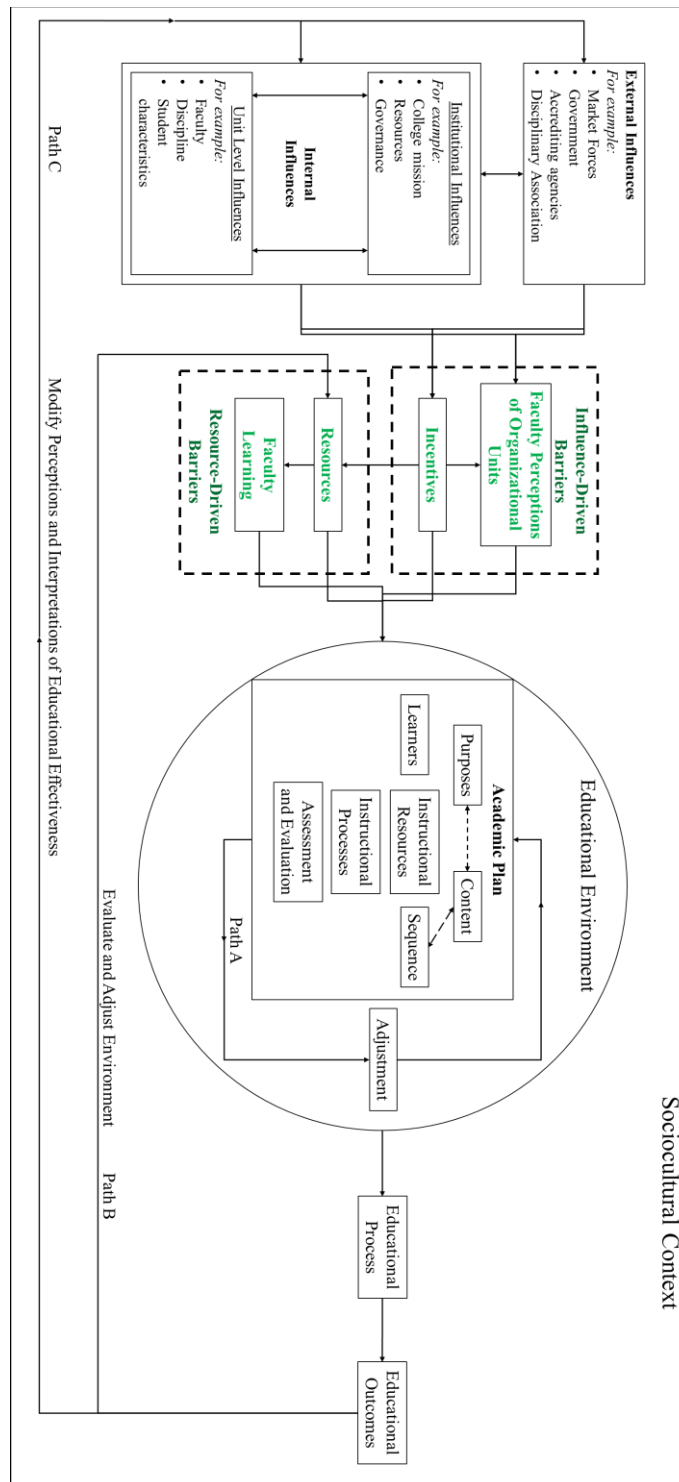 Sociocultural Context
External Influences
For example:
• Market Forces
• Government
• Accrediting agencies
• Disciplinary Association
Institutional Influences
For example:
• College mission
• Resources
• Governance
Internal
Influences
Unit Level Influences
For example:
• Faculty
• Discipline
• Student
characteristics
Influence-Driven
Barriers
Faculty Perceptions
of Organizational
Units
Incentives
Resources
Faculty
Learning
Resource-Driven
Barriers
Educational Environment
Academic Plan
Purposes
Content
Sequence
Learners
Instructional
Resources
Instructional
Processes
Assessment
and Evaluation
Path A
Adjustment
Educational
Process
Educational
Outcomes
Evaluate and Adjust Environment
Path B
Path C
Modify Perceptions and Interpretations of Educational Effectiveness